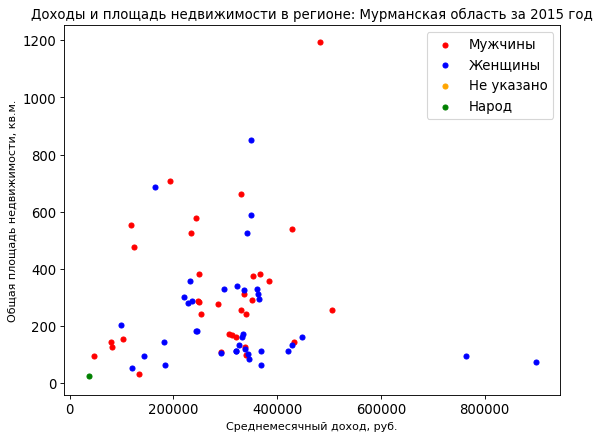 Доходы и площадь недвижимости в регионе: Мурманская область за 2015 год
Общая площадь недвижимости, кв.м.
1200
1000
800
600
400
200
0
Мужчины
Женщины
Не указано
Народ
0 200000 400000 600000 800000
Среднемесячный доход, руб.